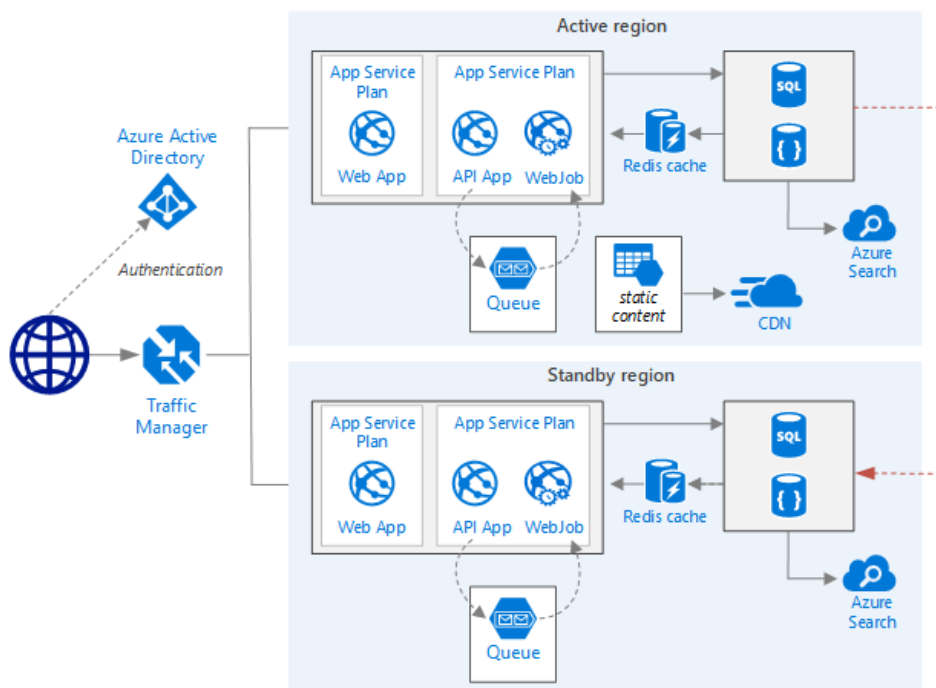 Active region
App Service
Plan
Web App
App Service Plan
API App
WebJob
SQL
{ }
Redis cache
Azure
Search
Queue
static
content
CDN
Azure Active
Directory
Authentication
Traffic
Manager
Standby region
App Service
Plan
Web App
App Service Plan
API App
WebJob
SQL
{ }
Redis cache
Azure
Search
Queue